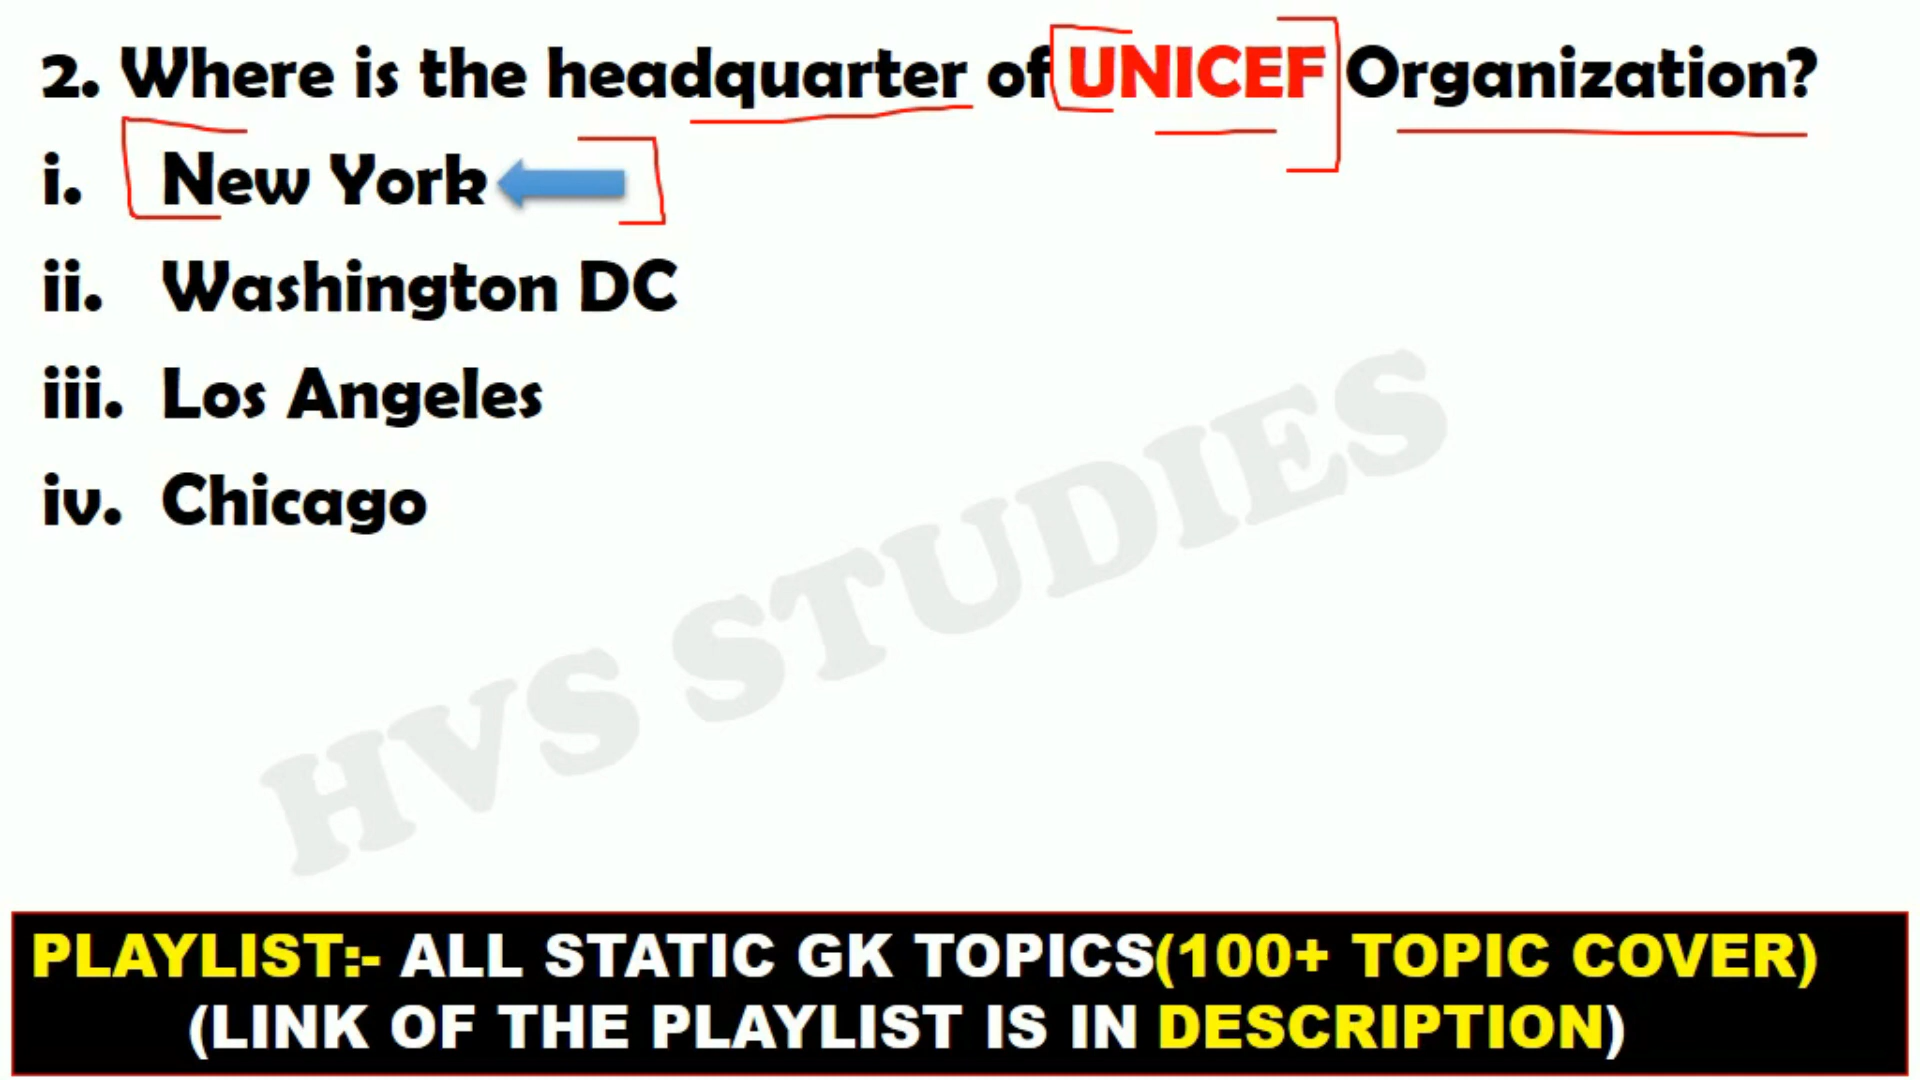 2. Where is the headquarter of UNICEF Organization?
i. New York
ii. Washington DC
iii. Los Angeles
iv. Chicago
HVS STUDIES
PLAYLIST:- ALL STATIC GK TOPICS(100+ TOPIC COVER)
(LINK OF THE PLAYLIST IS IN DESCRIPTION)